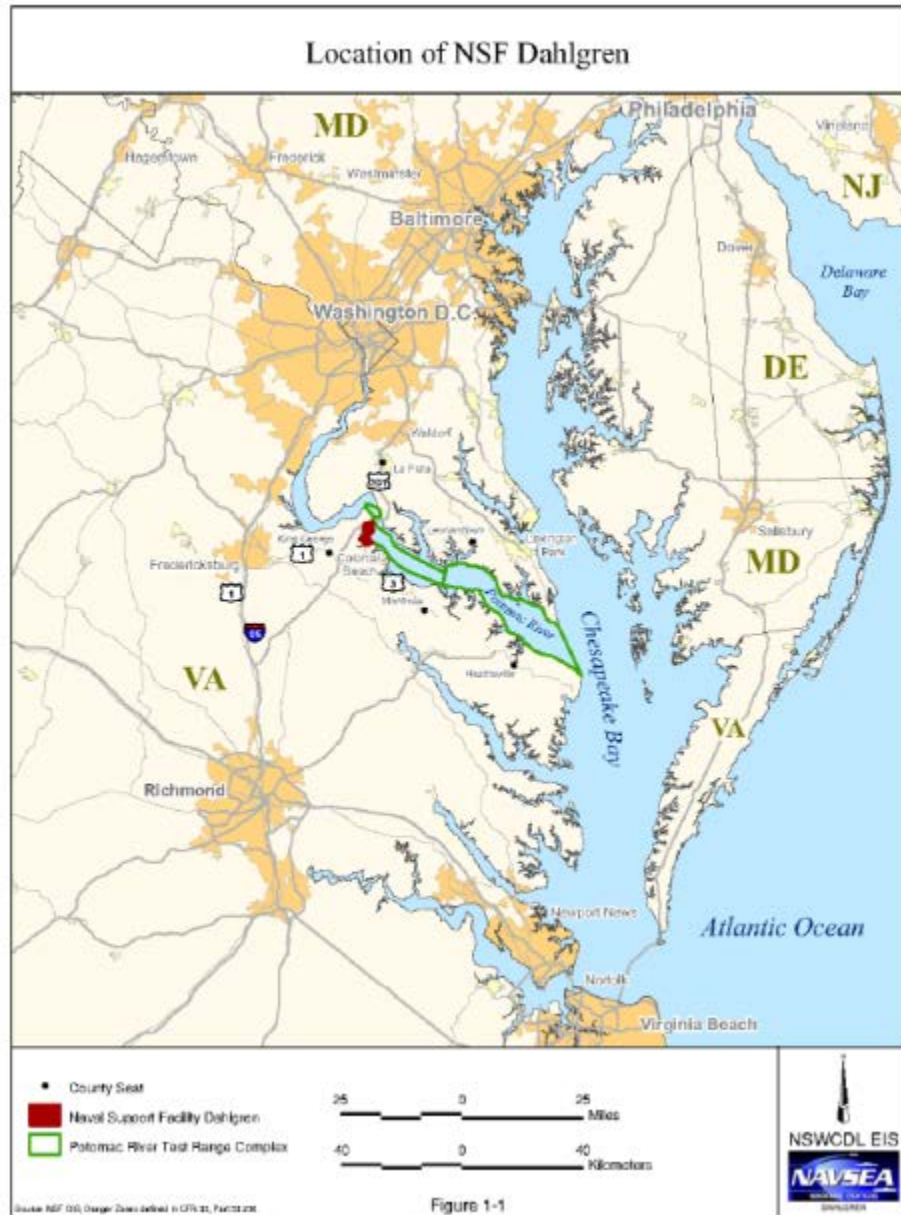 Location of NSF Dahlgren
Philadelphia
MD
Vineland
Hagerstown
Frederick
NJ
Westminster
Baltimore
Dover
Delaware
Bay
Washington D.C.
DE
Waldorf
La Plata
301
Leonardtown
Salisbury
Lexington
Park
King George
1
Colonial
Beach
MD
Fredericksburg
3
1
Potomac River
Montross
95
Chesapeake Bay
VA
Heathsville
VA
Richmond
Newport News
Atlantic Ocean
Norfolk
Virginia Beach
County Seat
Naval Support Facility Dahlgren
Potomac River Test Range Complex
25 0 25
Miles
40 0 40
Kilometers
NSWCDL EIS
NAVSEA
DAHLGREN
Figure 1-1